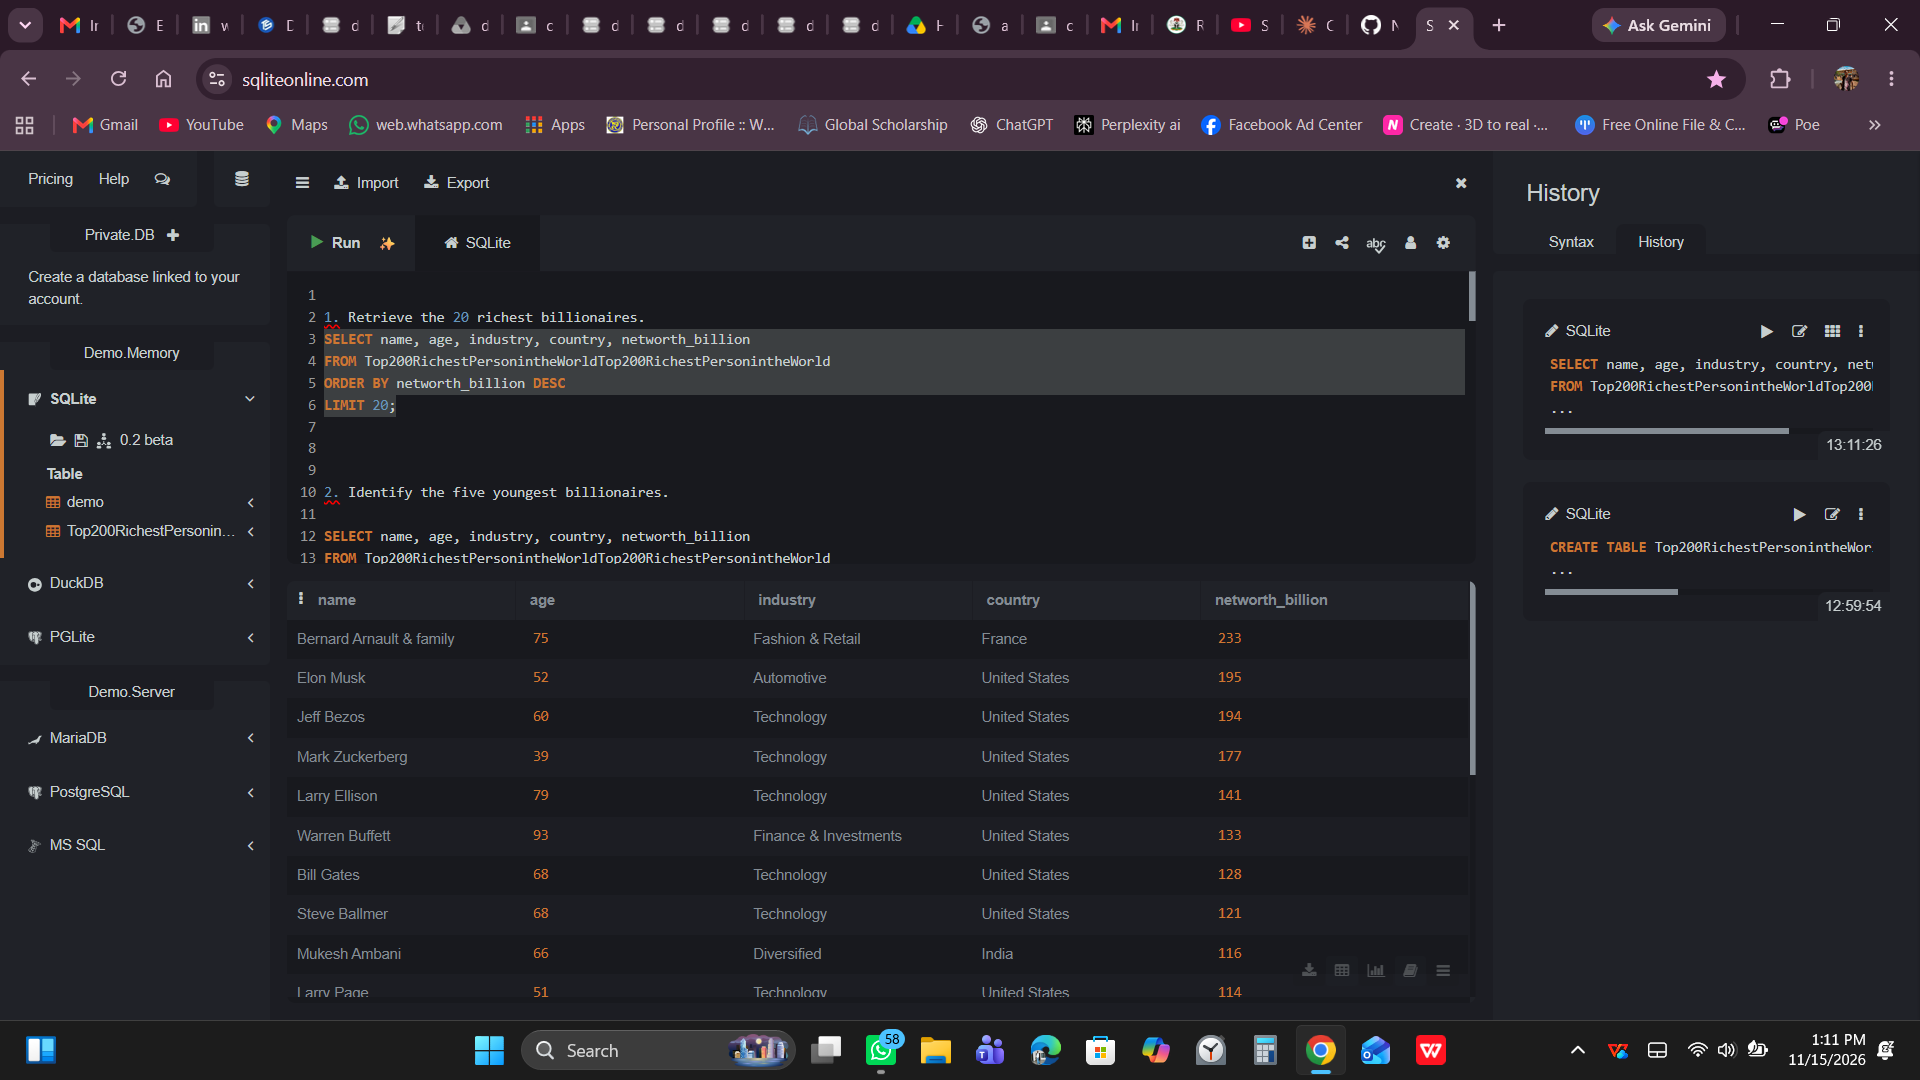 Ir
E
w
D
d
te
d
c
d
d
d
d
d
H
a
c
Ir
R
S
C
N
S
Ask Gemini
sqliteonline.com
Gmail
YouTube
Maps
web.whatsapp.com
Apps
Personal Profile :: W...
Global Scholarship
ChatGPT
Perplexity ai
Facebook Ad Center
Create · 3D to real ·...
Free Online File & C...
Poe
Pricing
Help
Import
Export
History
Private.DB
Create a database linked to your
account.
Run
SQLite
abc
Syntax
History
Demo.Memory
SQLite
0.2 beta
Table
demo
Top200RichestPersonin...
DuckDB
PGLite
Demo.Server
MariaDB
PostgreSQL
MS SQL
1
2 1. Retrieve the 20 richest billionaires.
3 SELECT name, age, industry, country, networth_billion
4 FROM Top200RichestPersonintheWorldTop200RichestPersonintheWorld
5 ORDER BY networth_billion DESC
6 LIMIT 20;
7
8
9
10 2. Identify the five youngest billionaires.
11
12 SELECT name, age, industry, country, networth_billion
13 FROM Top200RichestPersonintheWorldTop200RichestPersonintheWorld
name age industry country networth_billion
Bernard Arnault & family 75 Fashion & Retail France 233
Elon Musk 52 Automotive United States 195
Jeff Bezos 60 Technology United States 194
Mark Zuckerberg 39 Technology United States 177
Larry Ellison 79 Technology United States 141
Warren Buffett 93 Finance & Investments United States 133
Bill Gates 68 Technology United States 128
Steve Ballmer 68 Technology United States 121
Mukesh Ambani 66 Diversified India 116
Larry Page 51 Technology United States 114
SQLite
SELECT name, age, industry, country, net
FROM Top200RichestPersonintheWorldTop200
...
13:11:26
SQLite
CREATE TABLE Top200RichestPersonintheWor
...
12:59:54
Search
58
1:11 PM
11/15/2026